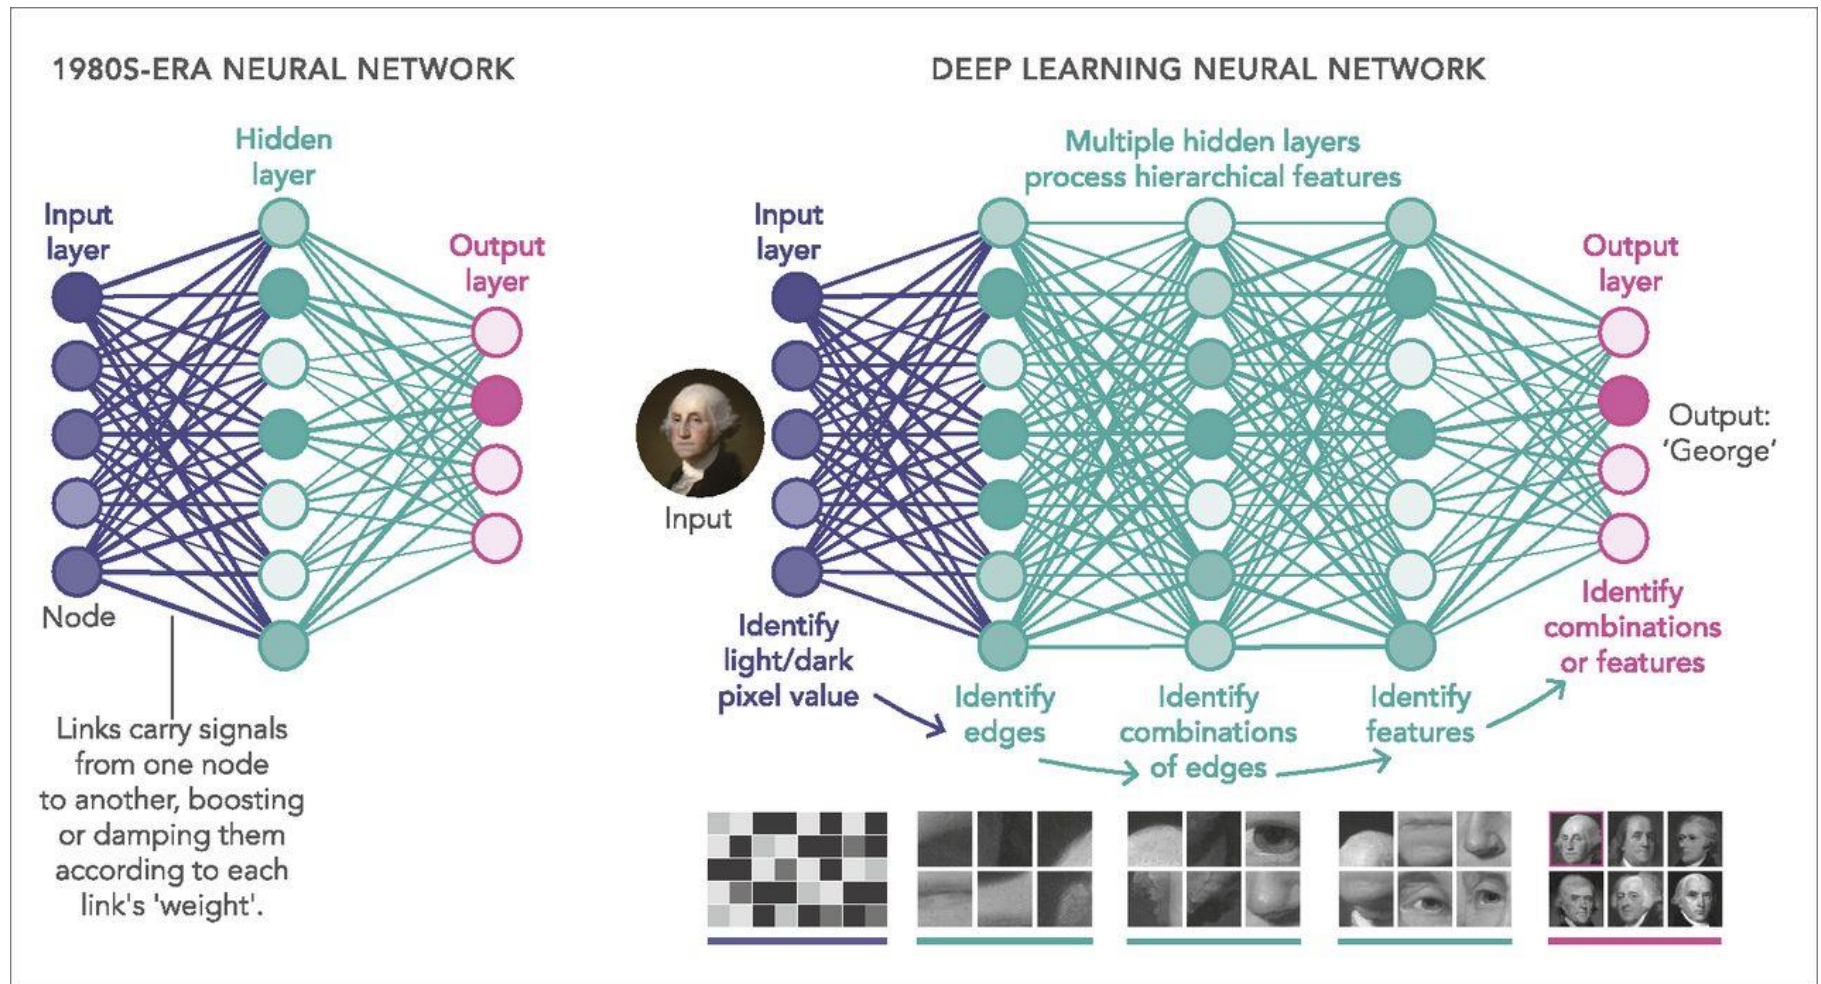 1980S-ERA NEURAL NETWORK
Hidden
layer
Input
layer
Output
layer
Node
Links carry signals
from one node
to another, boosting
or damping them
according to each
link's 'weight'.
DEEP LEARNING NEURAL NETWORK
Multiple hidden layers
process hierarchical features
Input
layer
Output
layer
Input
Output:
‘George’
Identify
light/dark
pixel value
Identify
edges
Identify
combinations
of edges
Identify
features
Identify
combinations
or features